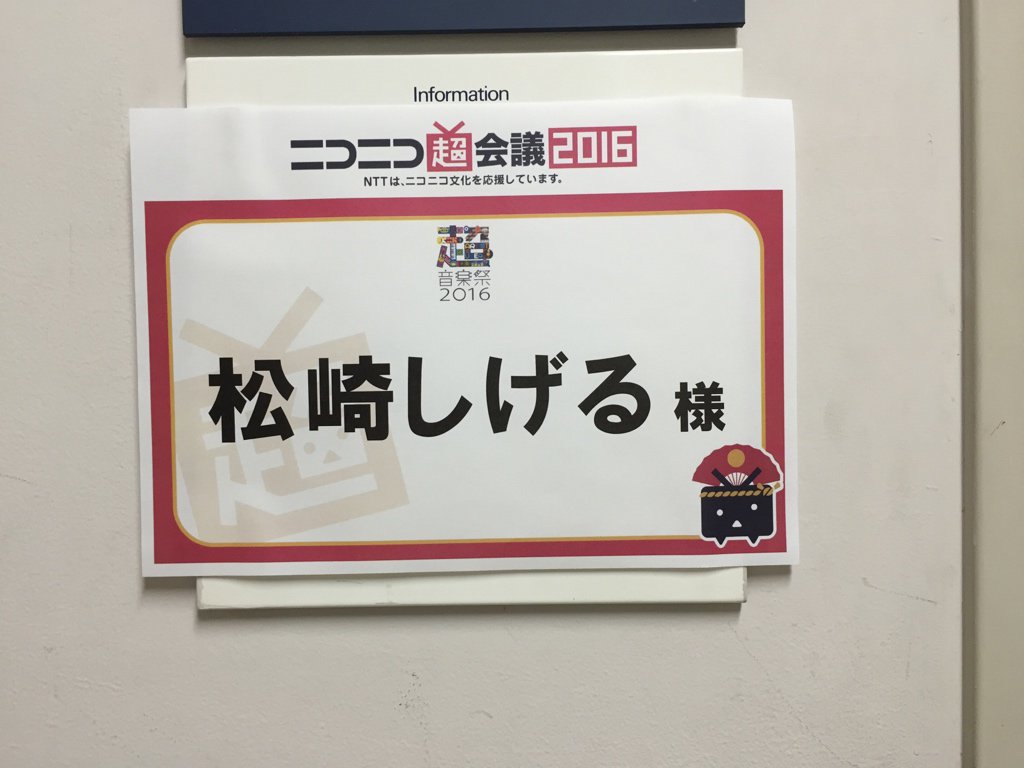 Information
ニコニコ超会議2016
NTTは、ニコニコ文化を応援しています。
超
音楽祭
2016
松崎しげる 様
超